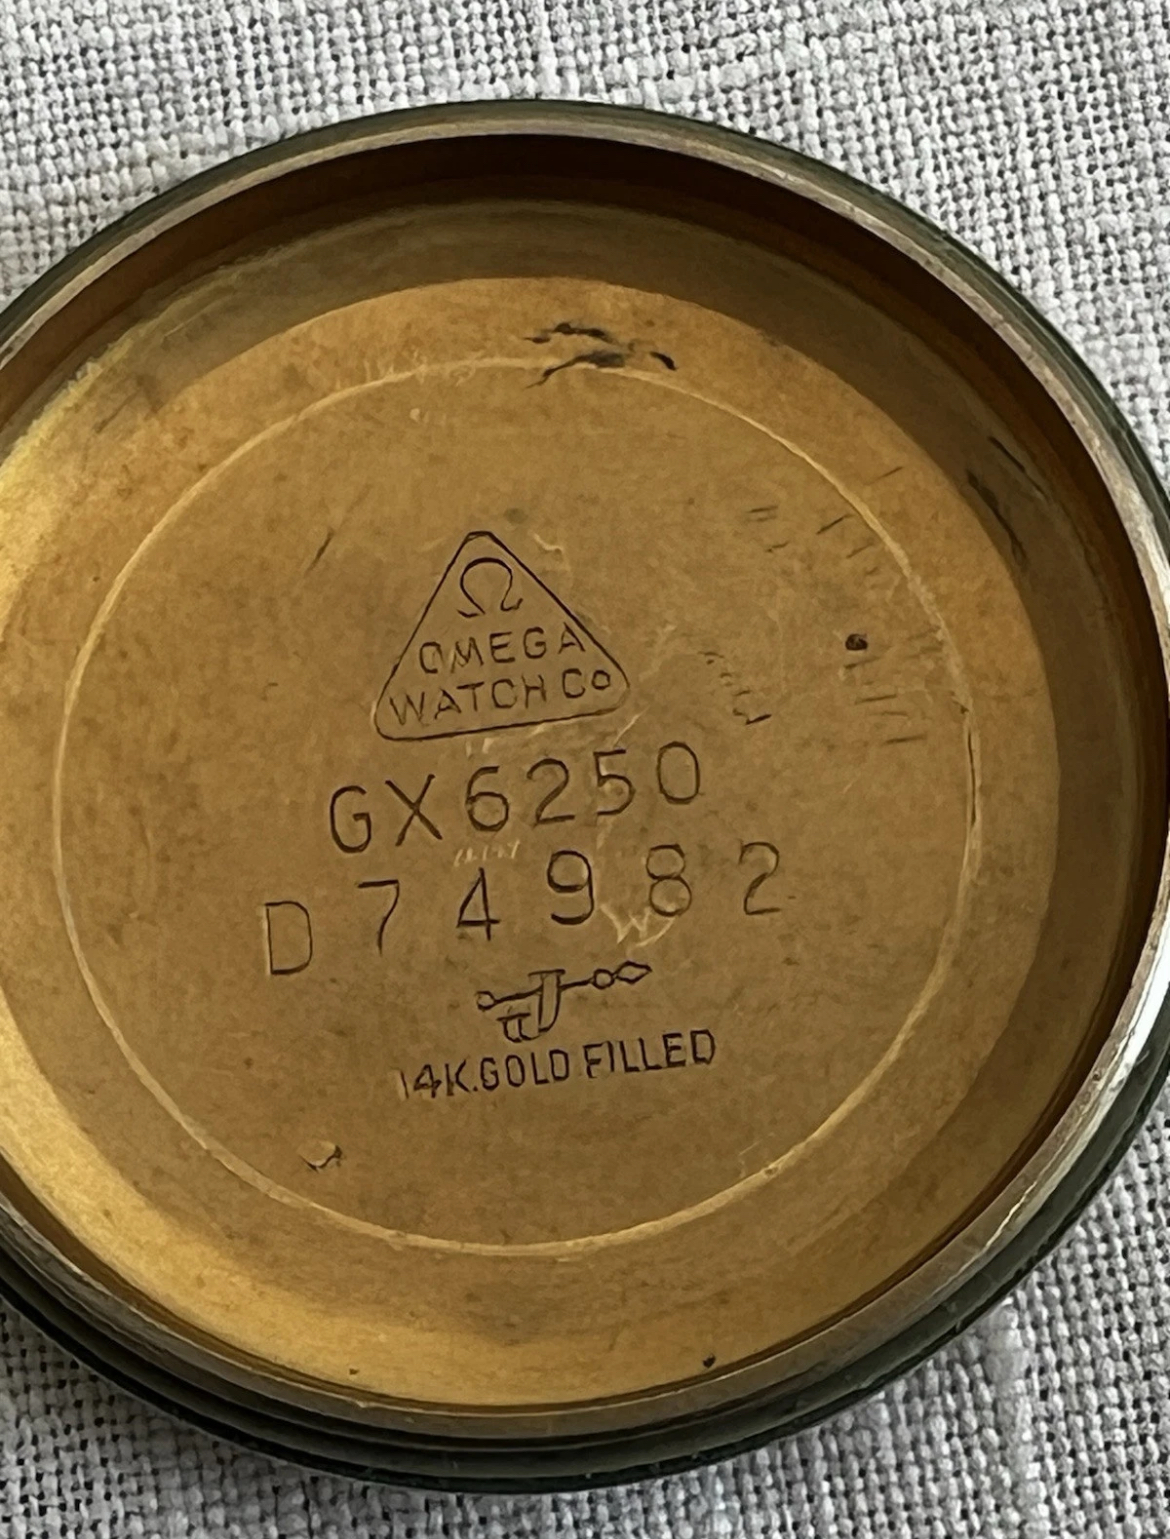 Ω
OMEGA
WATCH Co
GX6250
D74982
14K.GOLD FILLED